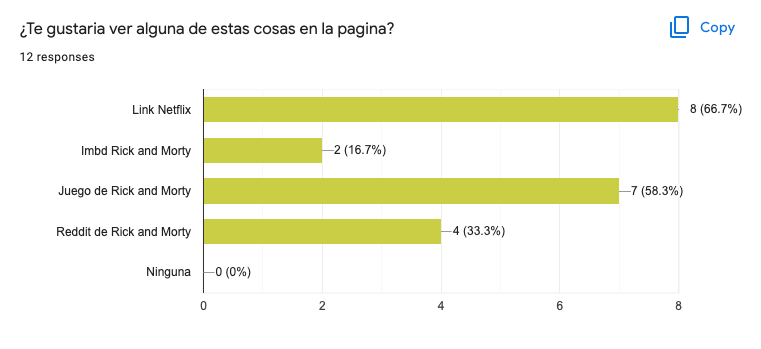 ¿Te gustaria ver alguna de estas cosas en la pagina?
Copy
12 responses
Link Netflix
8 (66.7%)
Imbd Rick and Morty
2 (16.7%)
Juego de Rick and Morty
7 (58.3%)
Reddit de Rick and Morty
4 (33.3%)
Ninguna
0 (0%)
0 2 4 6 8